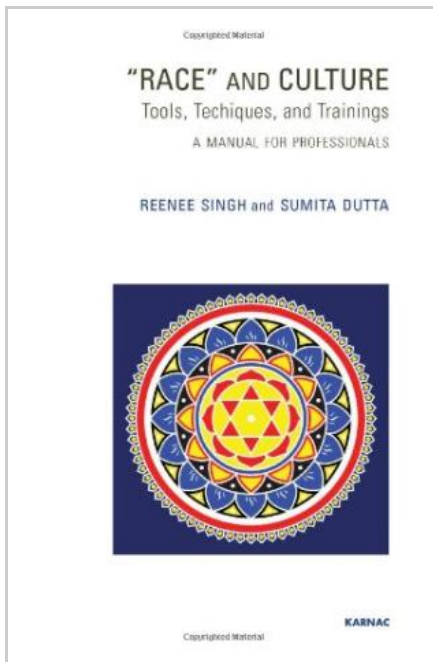 Copyrighted Material
"RACE" AND CULTURE
Tools, Techiques, and Trainings
A MANUAL FOR PROFESSIONALS
REENEE SINGH and SUMITA DUTTA
KARNAC
Copyrighted Material